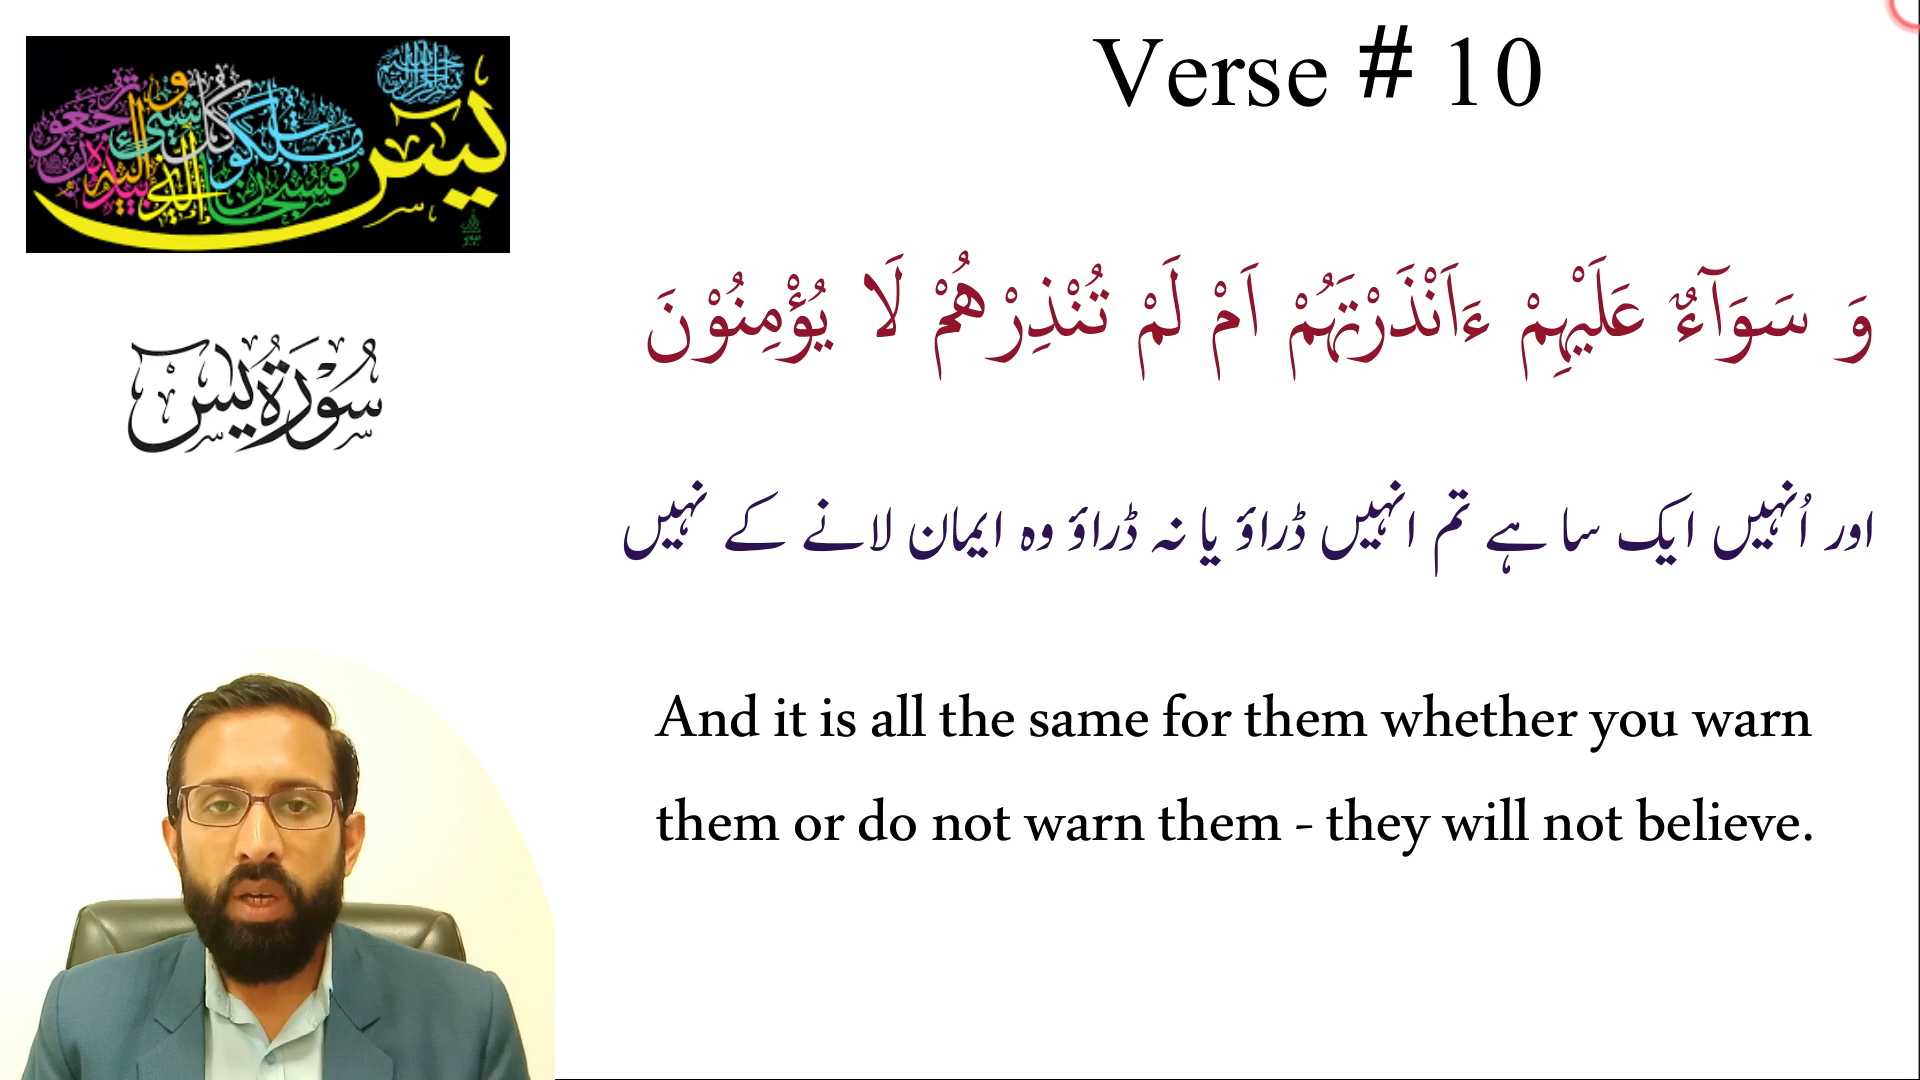 Verse # 10
يٰسٓ
وَ سَوَآءٌ عَلَیْهِمْ ءَاَنْذَرْتَهُمْ اَمْ لَمْ تُنْذِرْهُمْ لَا یُؤْمِنُوْنَ
سُوْرَةُ يٰسٓ
اور اُنہیں ایک سا ہے تم انہیں ڈراؤ یا نہ ڈراؤ وہ ایمان لانے کے نہیں
And it is all the same for them whether you warn
them or do not warn them - they will not believe.